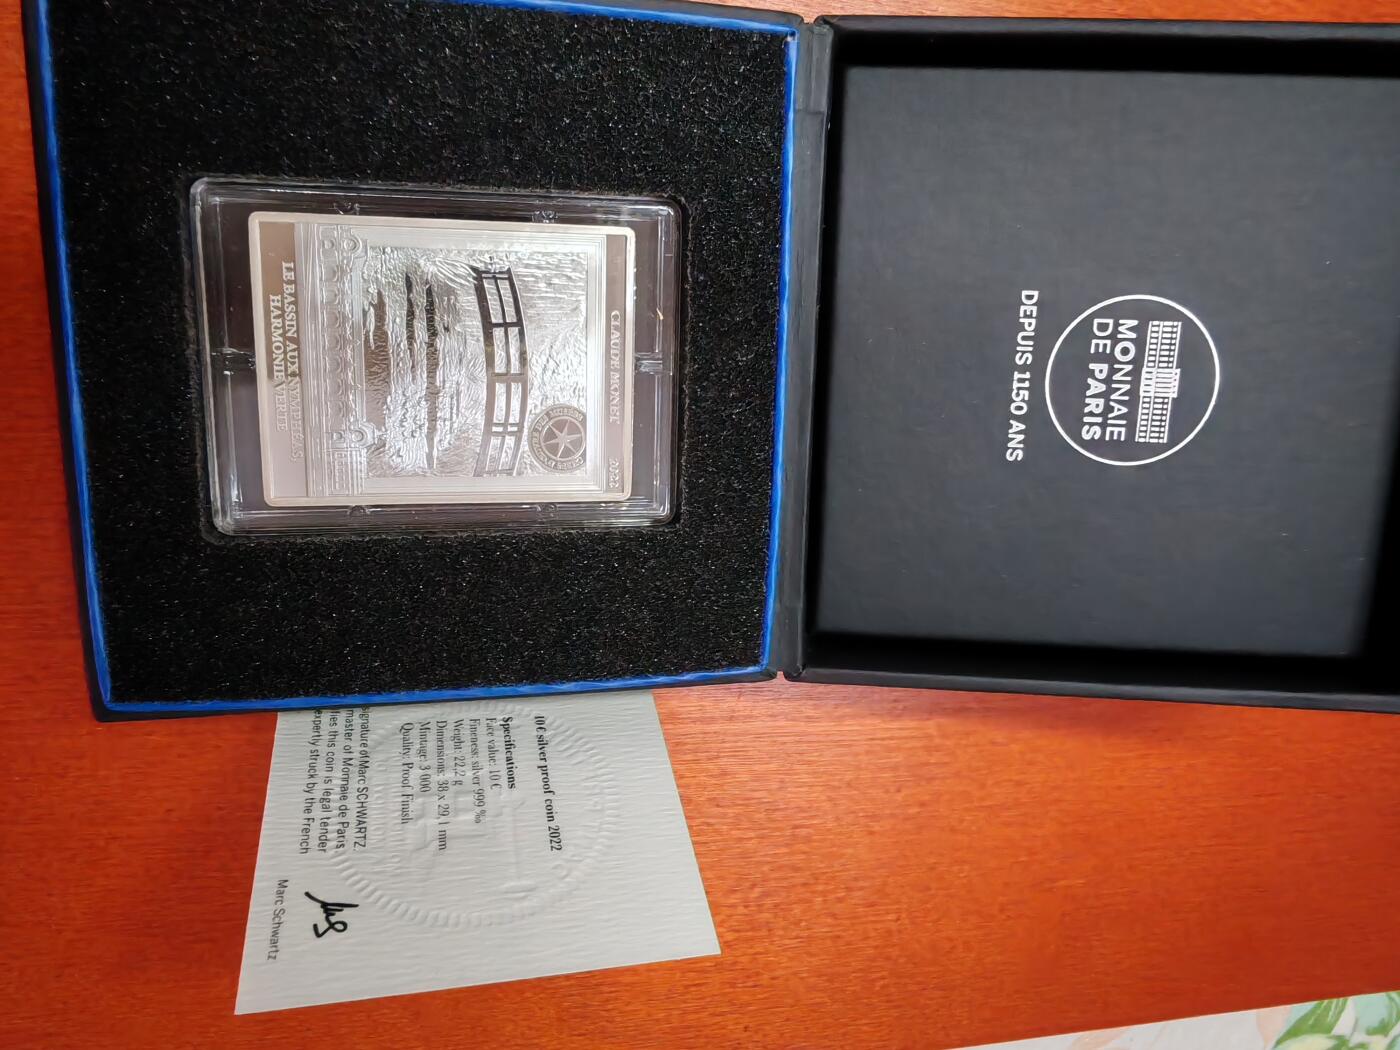 MONNAIE
DE PARIS
DEPUIS 1150 ANS
CLAUDE MONET
2022
LE BASSIN AUX NYMPHÉAS
HARMONIE VERTE
10 € silver proof coin 2022
Specifications
Face value: 10 €
Fineness: silver 999 ‰
Weight: 22,2 g
Dimensions: 38 x 29,1 mm
Mintage: 3 000
Quality: Proof Finish
signature of Marc SCHWARTZ,
master of Monnaie de Paris
fies this coin is legal tender
expertly struck by the French
Marc Schwartz